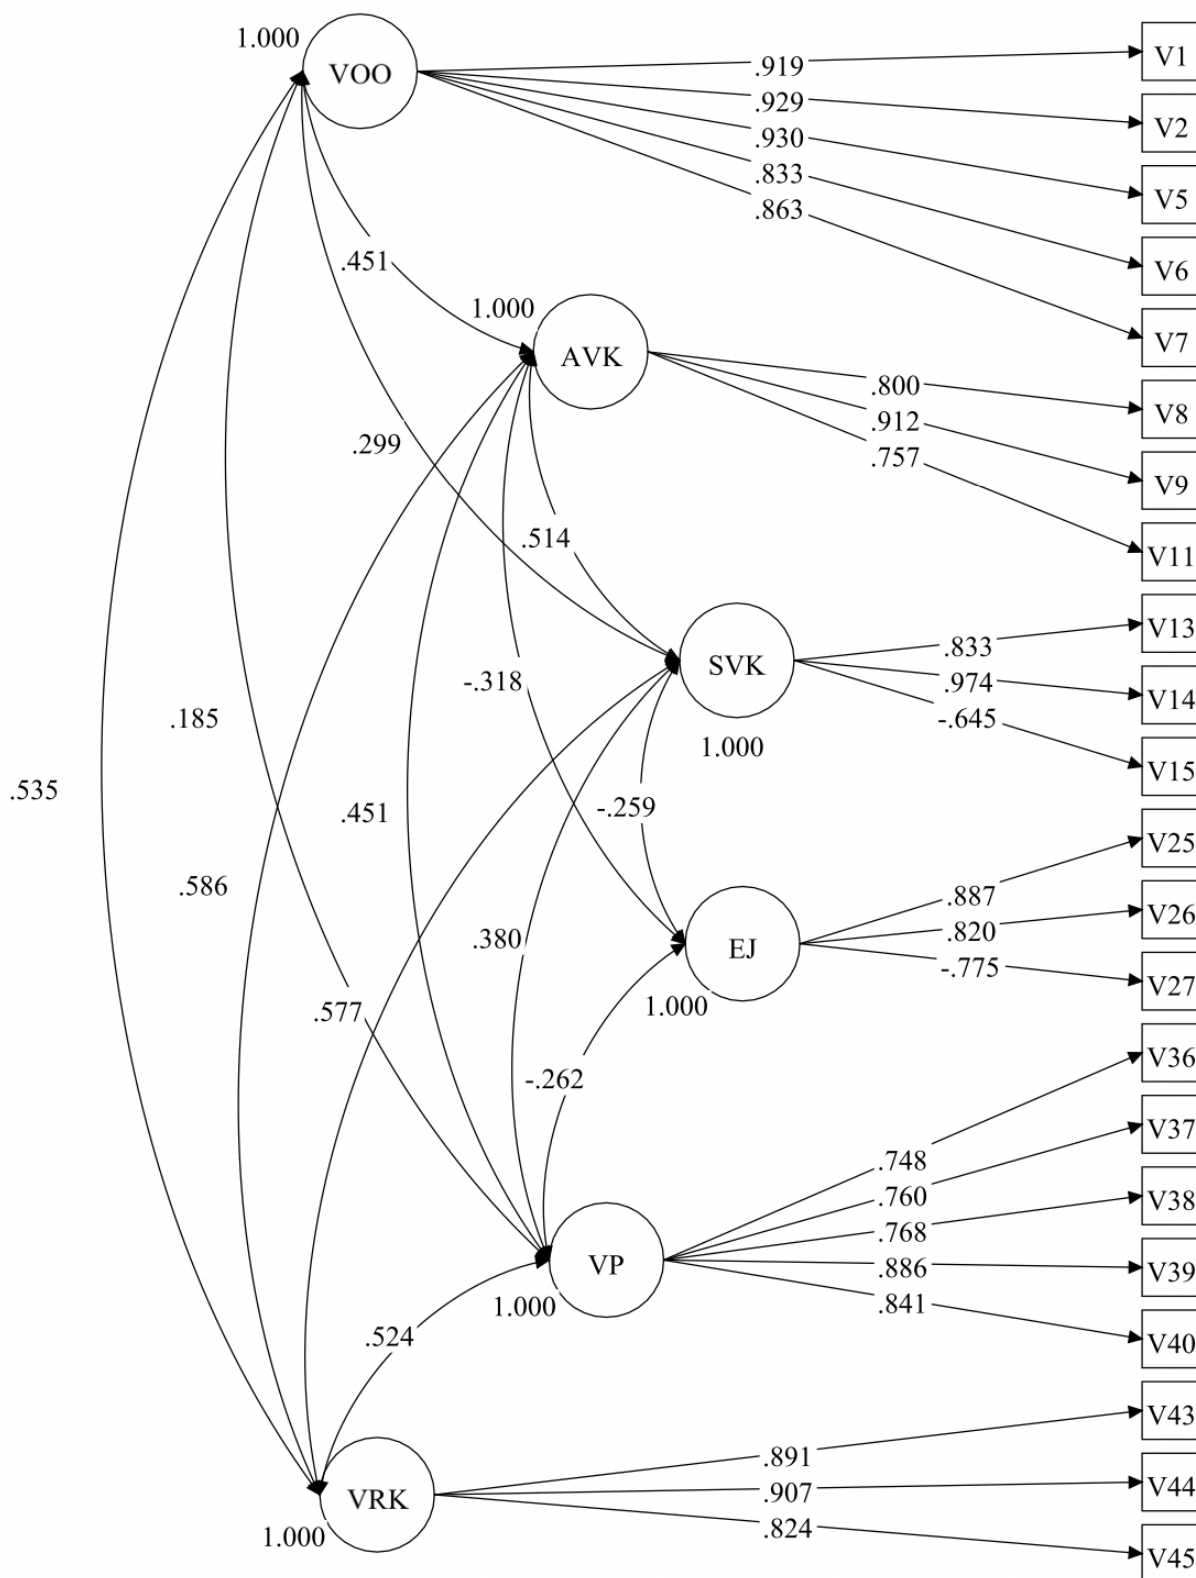 1.000
VOO
.919
V1
.929
V2
.930
V5
.833
V6
.863
V7
.451
1.000
AVK
.800
V8
.912
V9
.757
V11
.299
.514
SVK
1.000
.833
V13
.974
V14
-.645
V15
-.318
.185
.535
.451
-.259
.586
.380
EJ
1.000
.887
V25
.820
V26
-.775
V27
.577
-.262
VP
1.000
.748
V36
.760
V37
.768
V38
.886
V39
.841
V40
.524
VRK
1.000
.891
V43
.907
V44
.824
V45